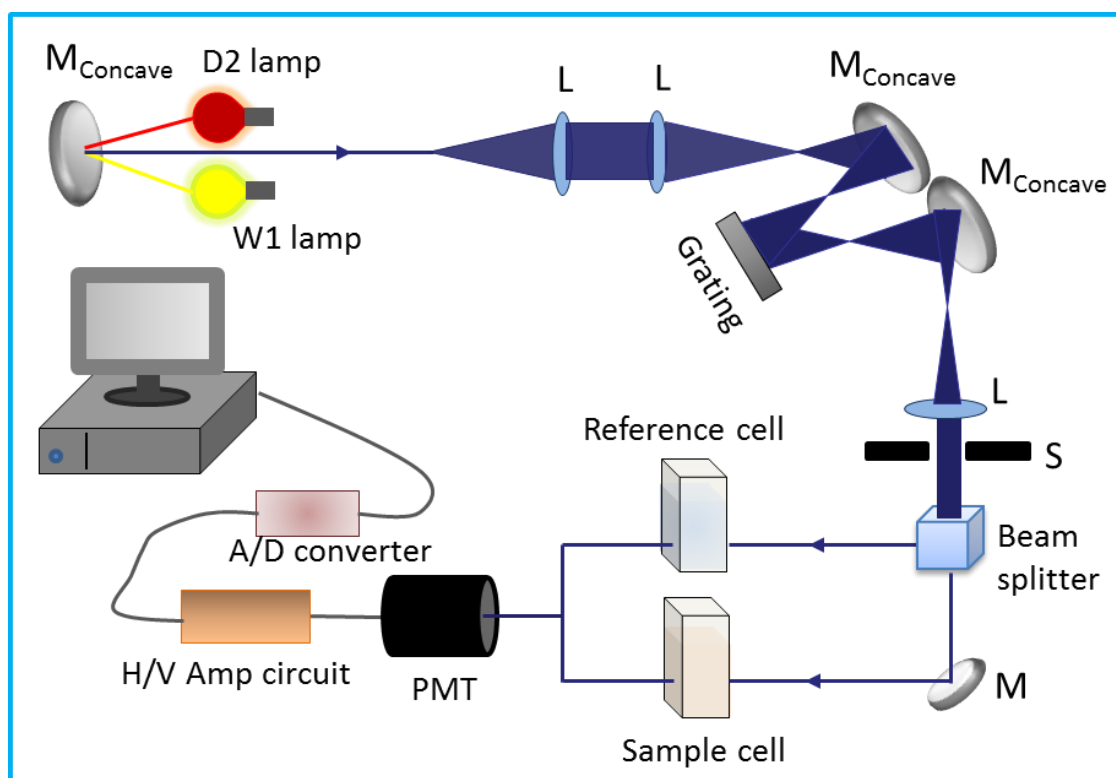 M Concave
D2 lamp
W1 lamp
L
L
M Concave
M Concave
Grating
L
S
Reference cell
Beam
splitter
A/D converter
H/V Amp circuit
PMT
M
Sample cell